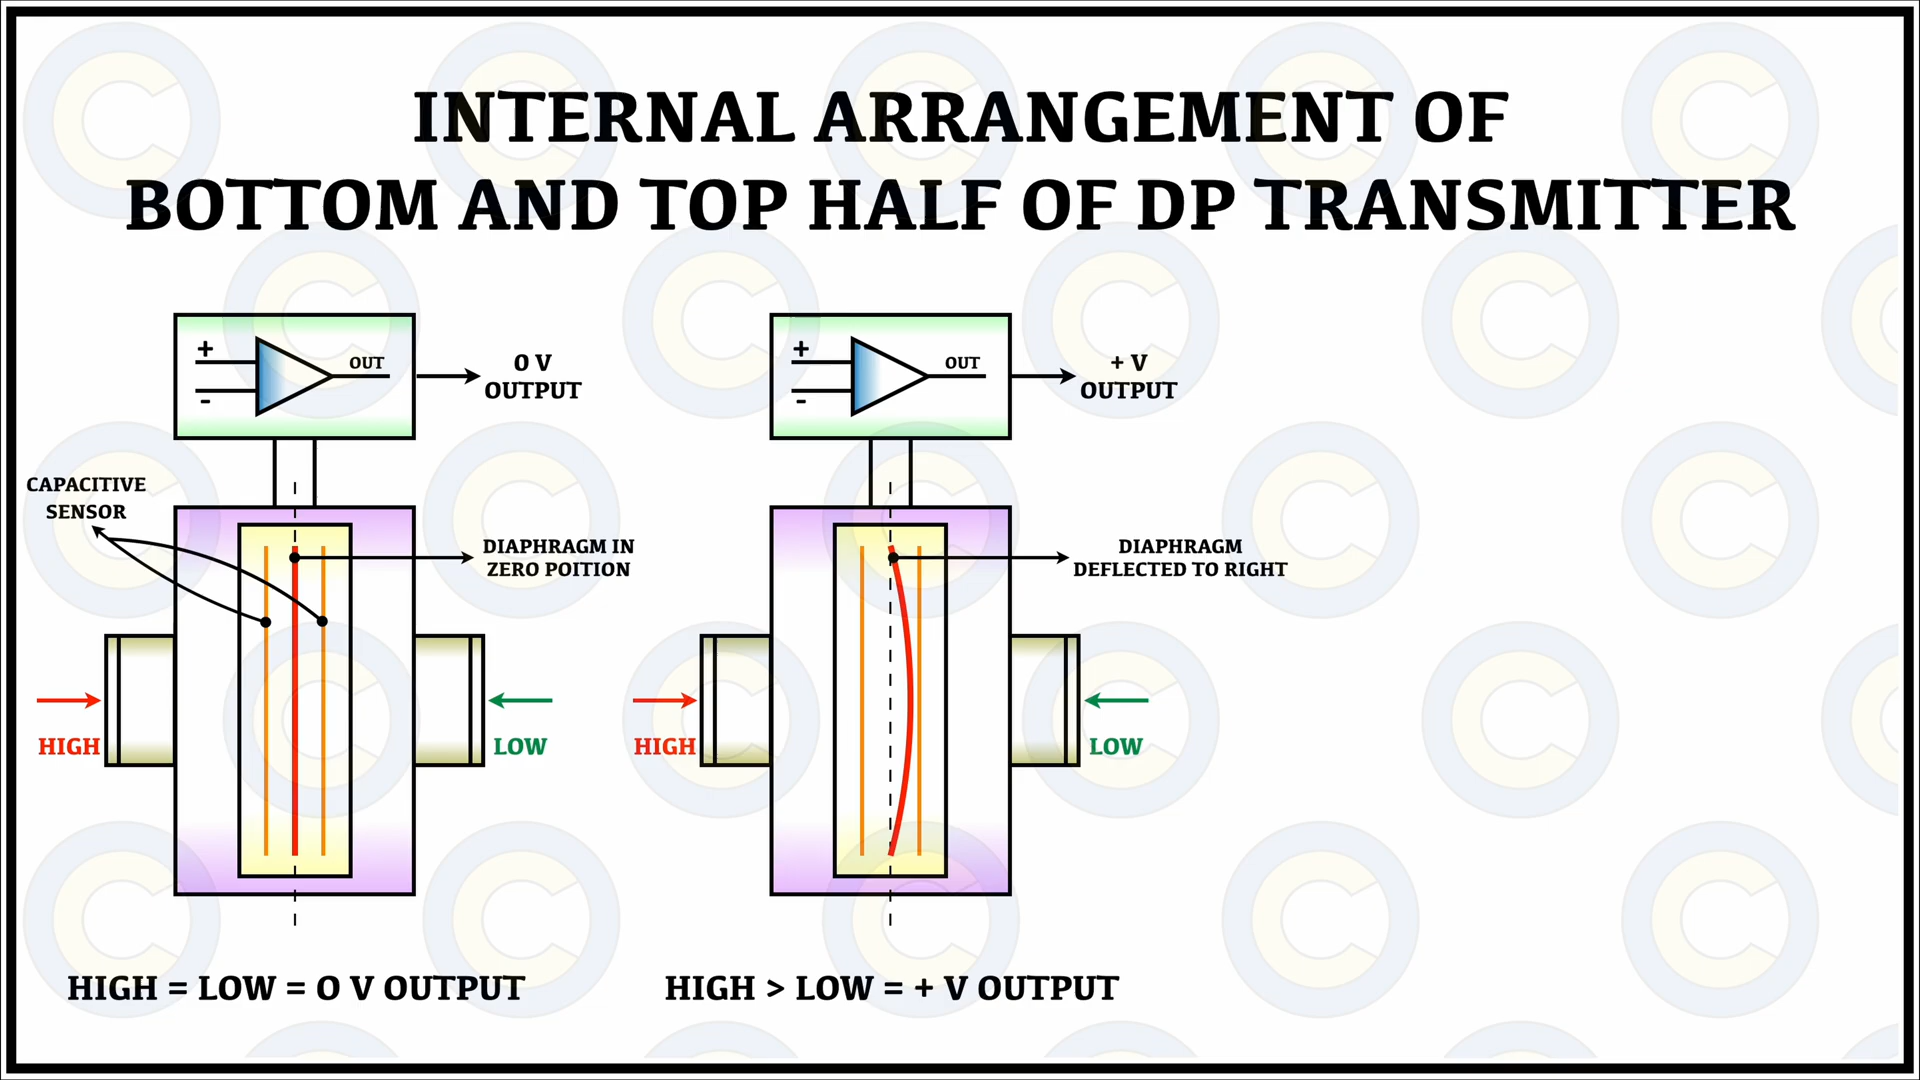 INTERNAL ARRANGEMENT OF
BOTTOM AND TOP HALF OF DP TRANSMITTER
+
-
OUT
0 V
OUTPUT
CAPACITIVE
SENSOR
DIAPHRAGM IN
ZERO POITION
HIGH
LOW
HIGH = LOW = 0 V OUTPUT
+
-
OUT
+ V
OUTPUT
DIAPHRAGM
DEFLECTED TO RIGHT
HIGH
LOW
HIGH > LOW = + V OUTPUT